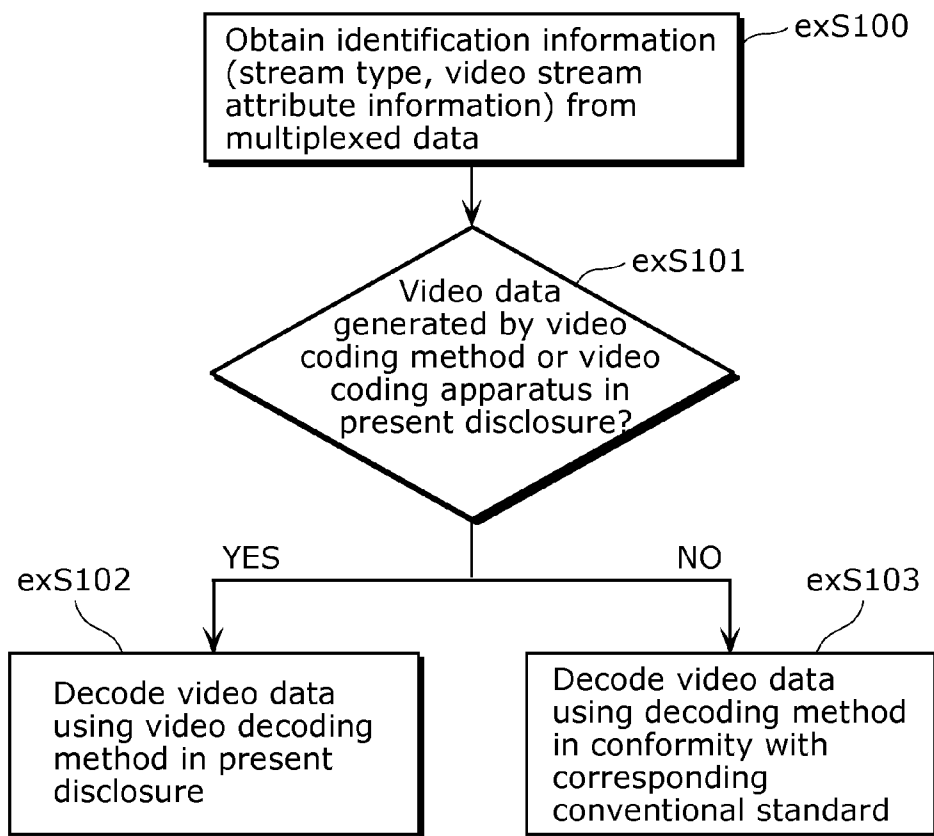 exS100
Obtain identification information
(stream type, video stream
attribute information) from
multiplexed data
exS101
Video data
generated by video
coding method or video
coding apparatus in
present disclosure?
YES
NO
exS102
exS103
Decode video data
using video decoding
method in present
disclosure
Decode video data
using decoding method
in conformity with
corresponding
conventional standard